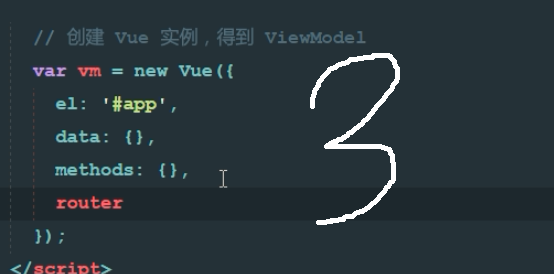 // 创建 Vue 实例，得到 ViewModel
var vm = new Vue({
el: '#app',
data: {},
methods: {},
router
});
</script>
3